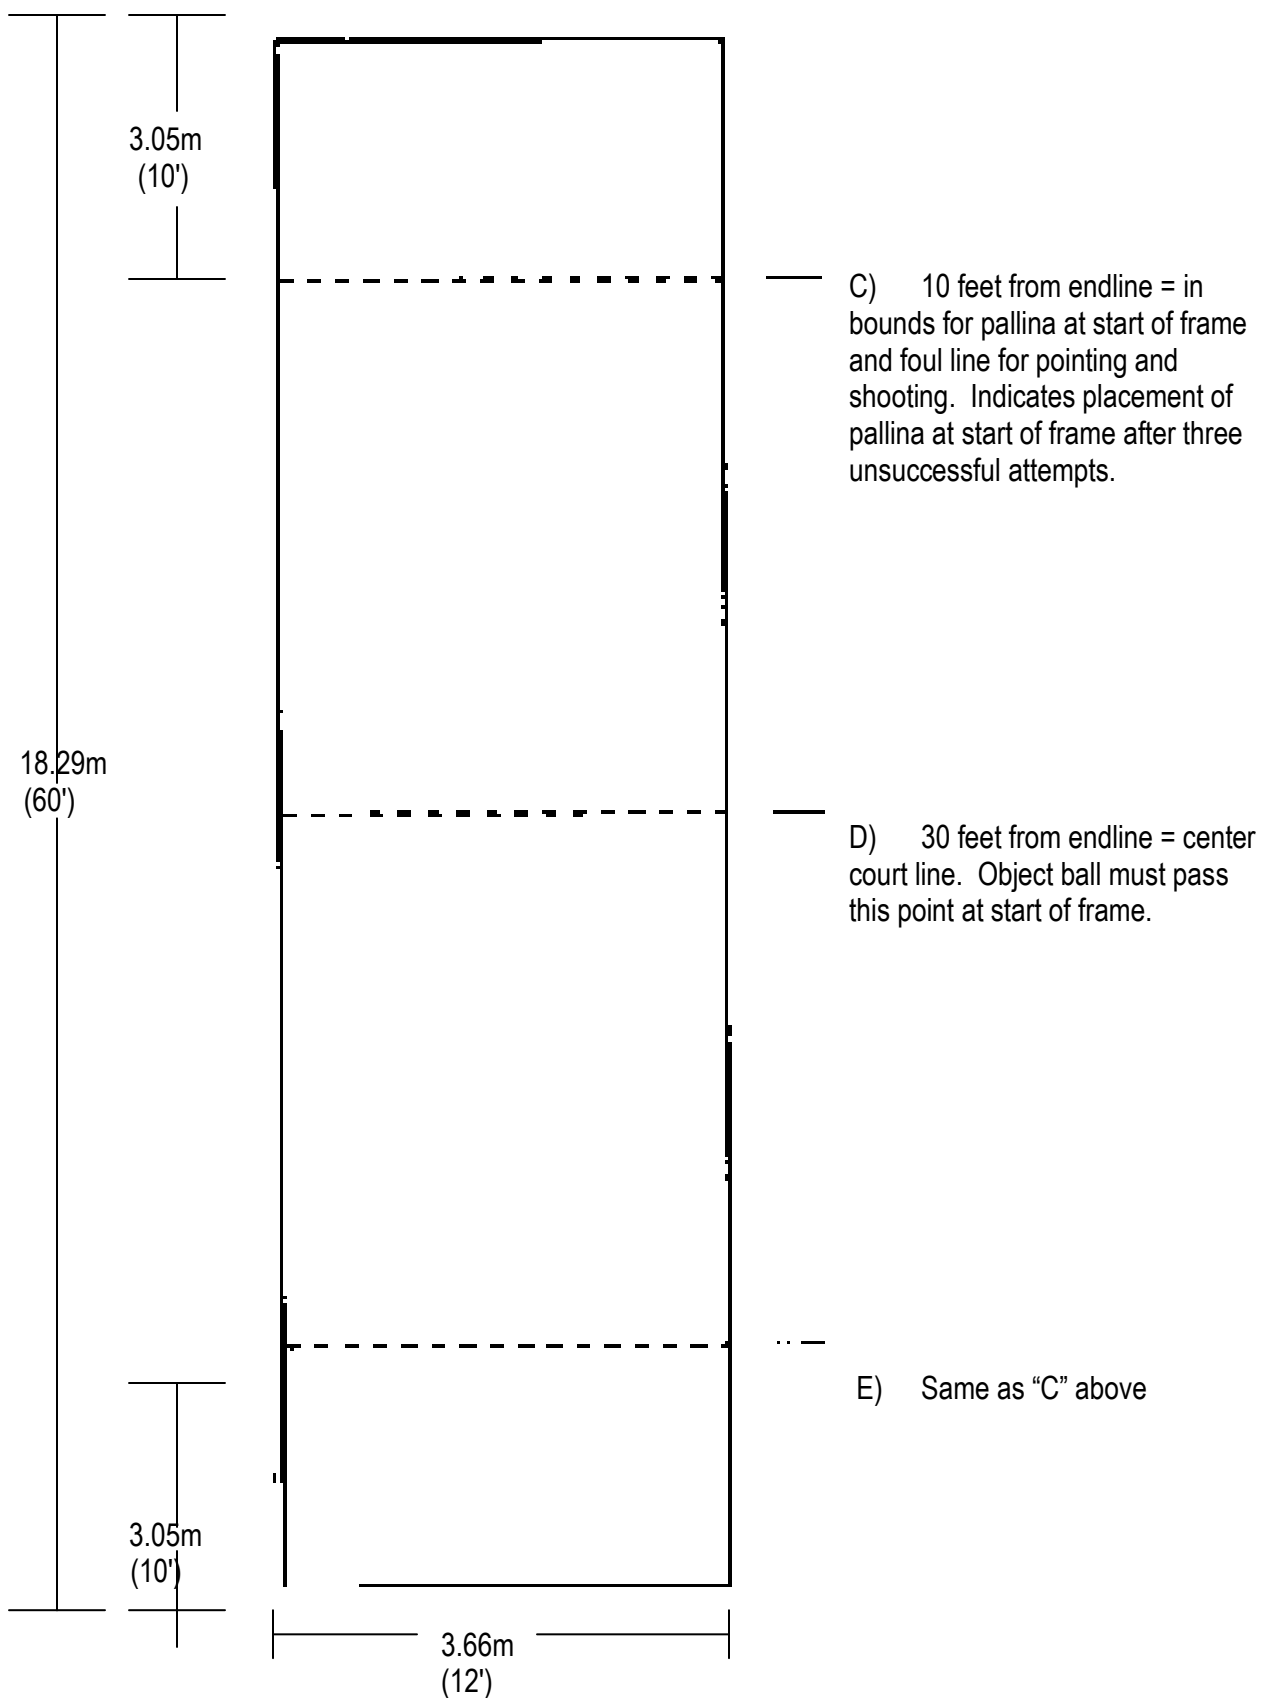 3.05m
(10')
C) 10 feet from endline = in
bounds for pallina at start of frame
and foul line for pointing and
shooting. Indicates placement of
pallina at start of frame after three
unsuccessful attempts.
18.29m
(60')
D) 30 feet from endline = center
court line. Object ball must pass
this point at start of frame.
E) Same as “C” above
3.05m
(10')
3.66m
(12')